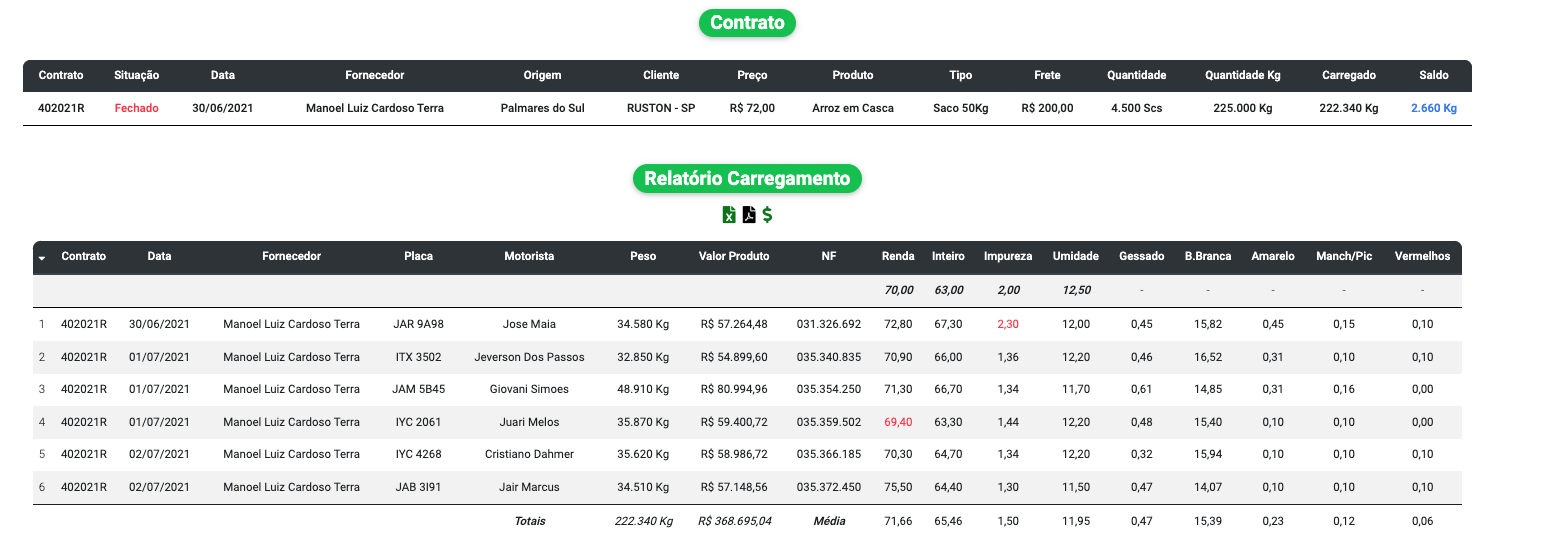 Contrato
Contrato Situação Data Fornecedor Origem Cliente Preço Produto Tipo Frete Quantidade Quantidade Kg Carregado Saldo
402021R Fechado 30/06/2021 Manoel Luiz Cardoso Terra Palmares do Sul RUSTON - SP R$ 72,00 Arroz em Casca Saco 50Kg R$ 200,00 4.500 Scs 225.000 Kg 222.340 Kg 2.660 Kg
Relatório Carregamento
Contrato Data Fornecedor Placa Motorista Peso Valor Produto NF Renda Inteiro Impureza Umidade Gessado B.Branca Amarelo Manch/Pic Vermelhos
70,00 63,00 2,00 12,50 - - - - -
1 402021R 30/06/2021 Manoel Luiz Cardoso Terra JAR 9A98 Jose Maia 34.580 Kg R$ 57.264,48 031.326.692 72,80 67,30 2,30 12,00 0,45 15,82 0,45 0,15 0,10
2 402021R 01/07/2021 Manoel Luiz Cardoso Terra ITX 3502 Jeverson Dos Passos 32.850 Kg R$ 54.899,60 035.340.835 70,90 66,00 1,36 12,20 0,46 16,52 0,31 0,10 0,10
3 402021R 01/07/2021 Manoel Luiz Cardoso Terra JAM 5B45 Giovani Simoes 48.910 Kg R$ 80.994,96 035.354.250 71,30 66,70 1,34 11,70 0,61 14,85 0,31 0,16 0,00
4 402021R 01/07/2021 Manoel Luiz Cardoso Terra IYC 2061 Juari Melos 35.870 Kg R$ 59.400,72 035.359.502 69,40 63,30 1,44 12,20 0,48 15,40 0,10 0,10 0,00
5 402021R 02/07/2021 Manoel Luiz Cardoso Terra IYC 4268 Cristiano Dahmer 35.620 Kg R$ 58.986,72 035.366.185 70,30 64,70 1,34 12,20 0,32 15,94 0,10 0,10 0,10
6 402021R 02/07/2021 Manoel Luiz Cardoso Terra JAB 3I91 Jair Marcus 34.510 Kg R$ 57.148,56 035.372.450 75,50 64,40 1,30 11,50 0,47 14,07 0,10 0,10 0,10
Totais 222.340 Kg R$ 368.695,04 Média 71,66 65,46 1,50 11,95 0,47 15,39 0,23 0,12 0,06